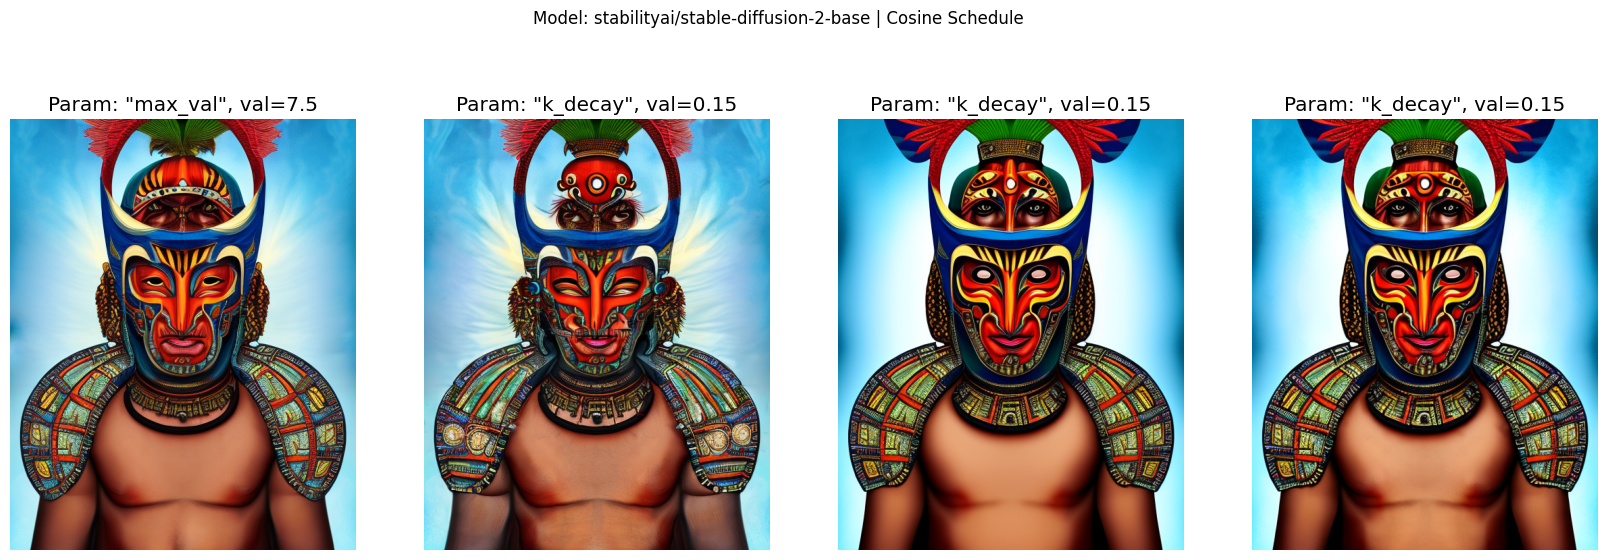 Model: stabilityai/stable-diffusion-2-base | Cosine Schedule
Param: "max_val", val=7.5
Param: "k_decay", val=0.15
Param: "k_decay", val=0.15
Param: "k_decay", val=0.15